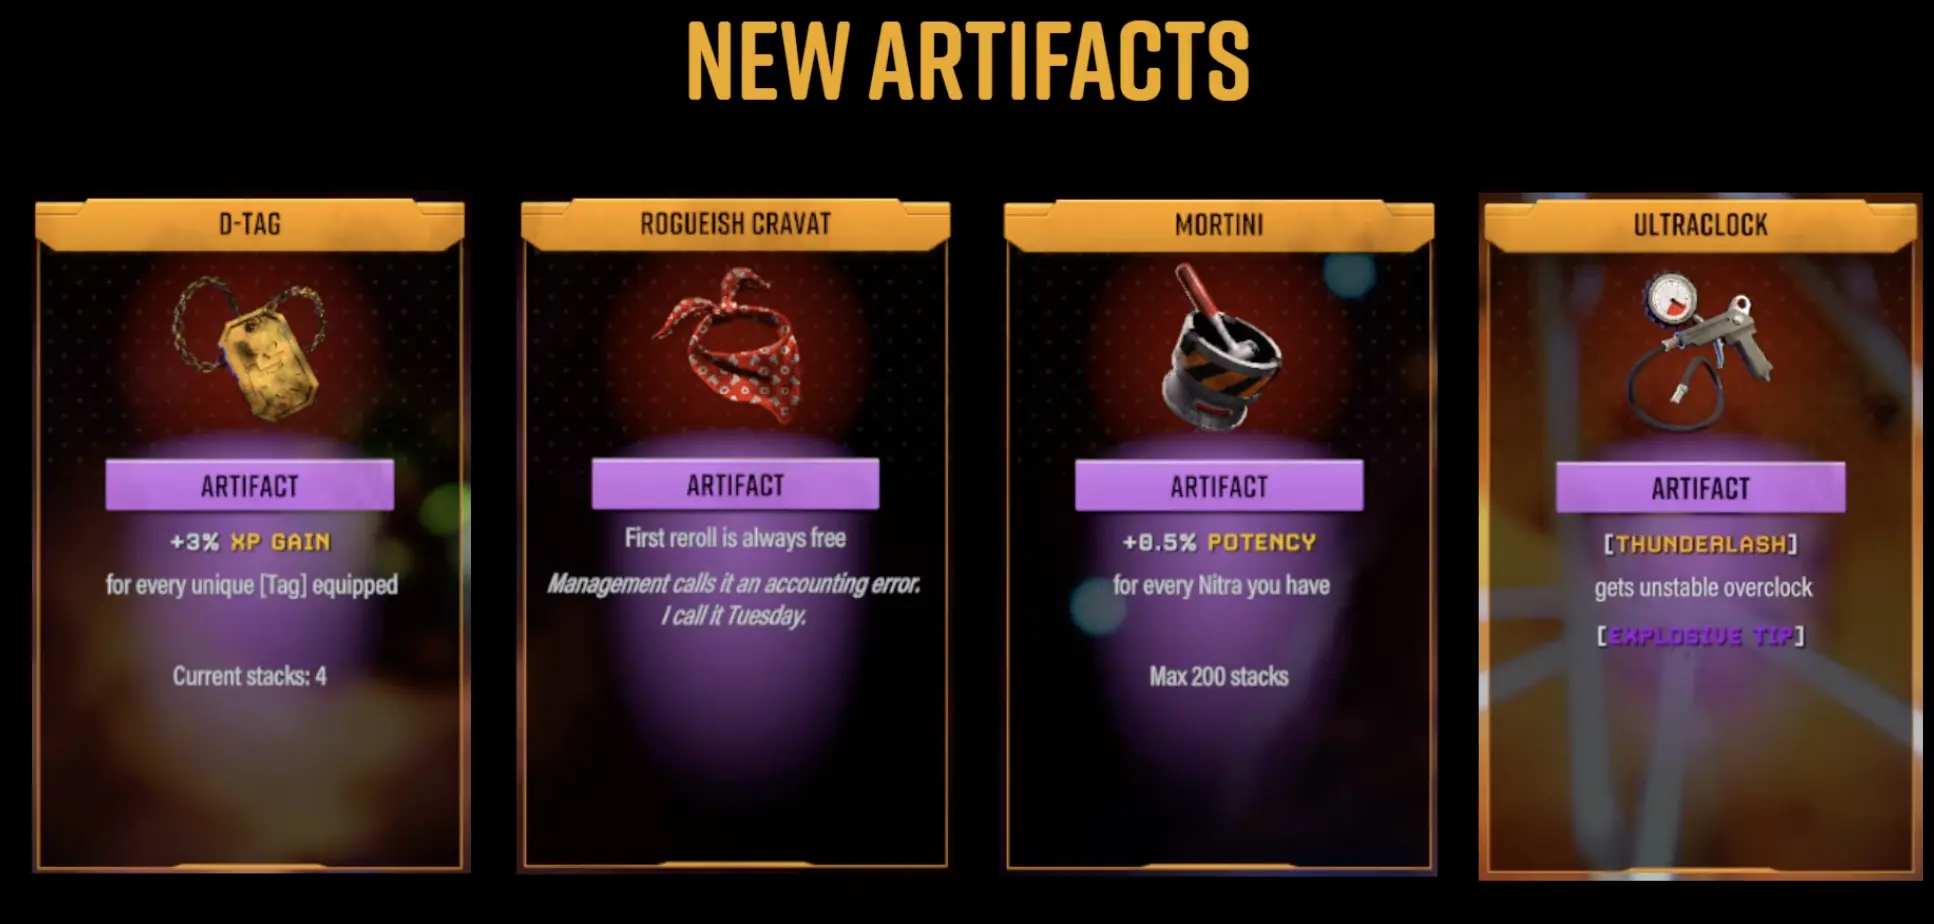 NEW ARTIFACTS
D-TAG
ARTIFACT
+3% XP GAIN
for every unique [Tag] equipped
Current stacks: 4
ROGUEISH CRAVAT
ARTIFACT
First reroll is always free
Management calls it an accounting error.
I call it Tuesday.
MORTINI
ARTIFACT
+0.5% POTENCY
for every Nitra you have
Max 200 stacks
ULTRACLOCK
ARTIFACT
[THUNDERLASH]
gets unstable overclock
[EXPLOSIVE TIP]